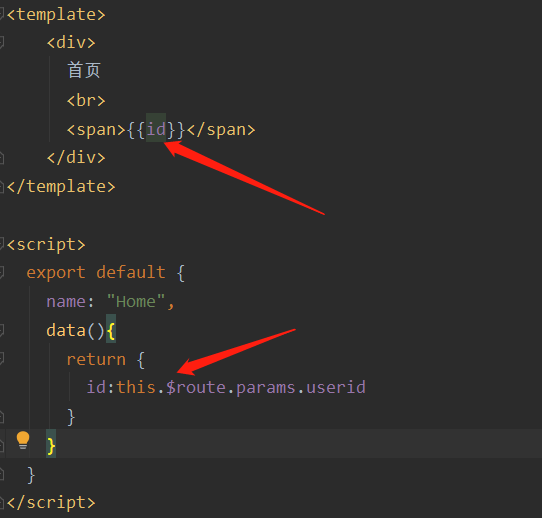 <template>
<div>
首页
<br>
<span>{{id}}</span>
</div>
</template>
<script>
export default {
name: "Home",
data(){
return {
id:this.$route.params.userid
}
}
}
</script>